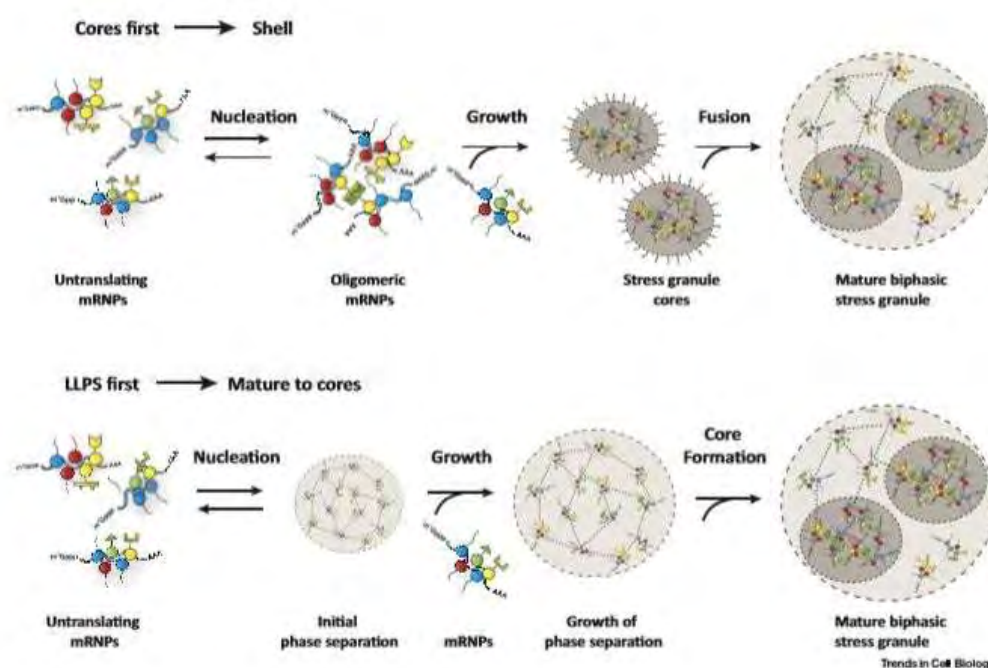 Cores first
Shell
Nucleation
Growth
Fusion
AAA
Untranslating
mRNPs
Oligomeric
mRNPs
Stress granule
cores
Mature biphasic
stress granule
LLPS first
Mature to cores
Nucleation
Growth
Core
Formation
AAA
Untranslating
mRNPs
Initial
phase separation
mRNPs
Growth of
phase separation
Mature biphasic
stress granule
Trends in Cell Biology